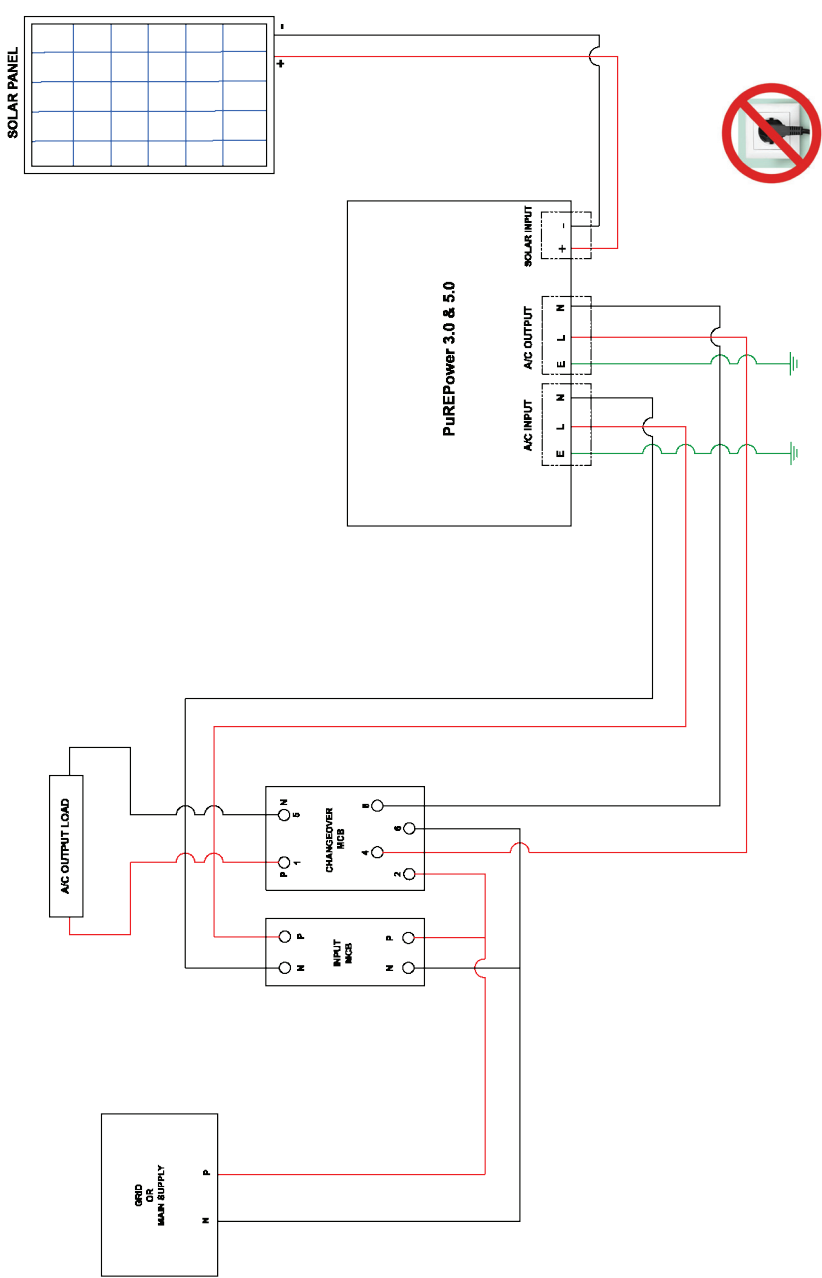 SOLAR PANEL
-
+
SOLAR INPUT
-
+
PuREPower 3.0 & 5.0
A/C OUTPUT
N
L
E
A/C INPUT
N
L
E
A/C OUTPUT LOAD
N
5
P
1
CHANGEOVER
MCB
8
6
4
2
P
N
INPUT
MCB
P
N
GRID
OR
MAIN SUPPLY
P
N